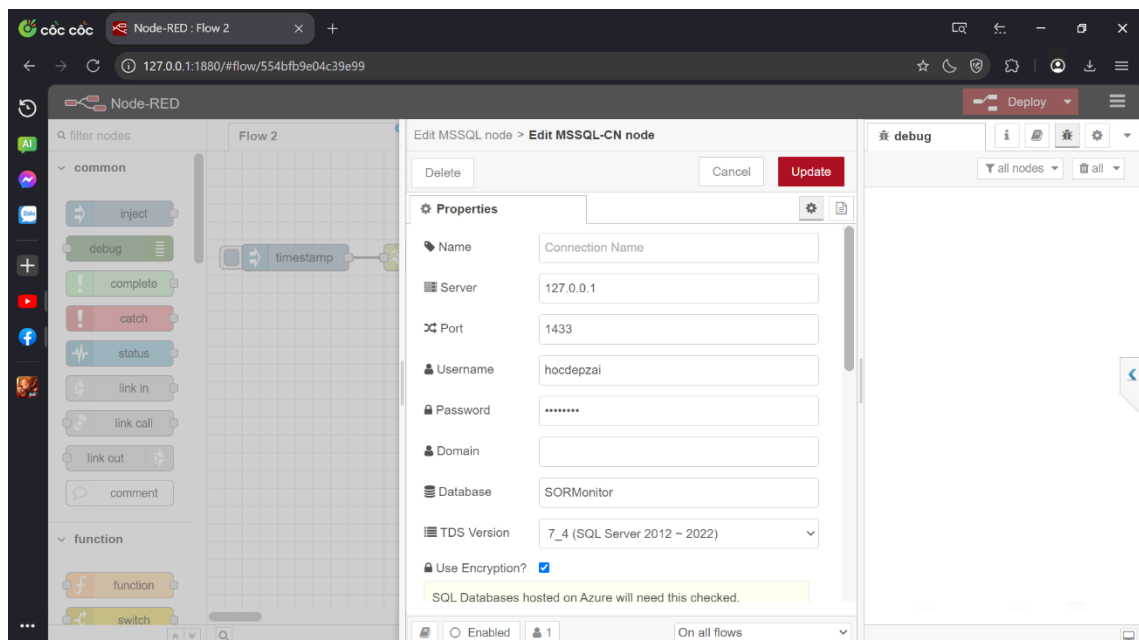 cốc cốc
Node-RED : Flow 2
127.0.0.1:1880/#flow/554bfb9e04c39e99
Node-RED
Deploy
AI
Zalo
filter nodes
common
inject
debug
complete
catch
status
link in
link call
link out
comment
function
function
switch
Flow 2
timestamp
Edit MSSQL node > Edit MSSQL-CN node
Delete
Cancel
Update
Properties
Name
Connection Name
Server
127.0.0.1
Port
1433
Username
hocdepzai
Password
••••••••
Domain
Database
SORMonitor
TDS Version
7_4 (SQL Server 2012 ~ 2022)
Use Encryption?
SQL Databases hosted on Azure will need this checked.
Enabled
1
On all flows
debug
i
all nodes
all